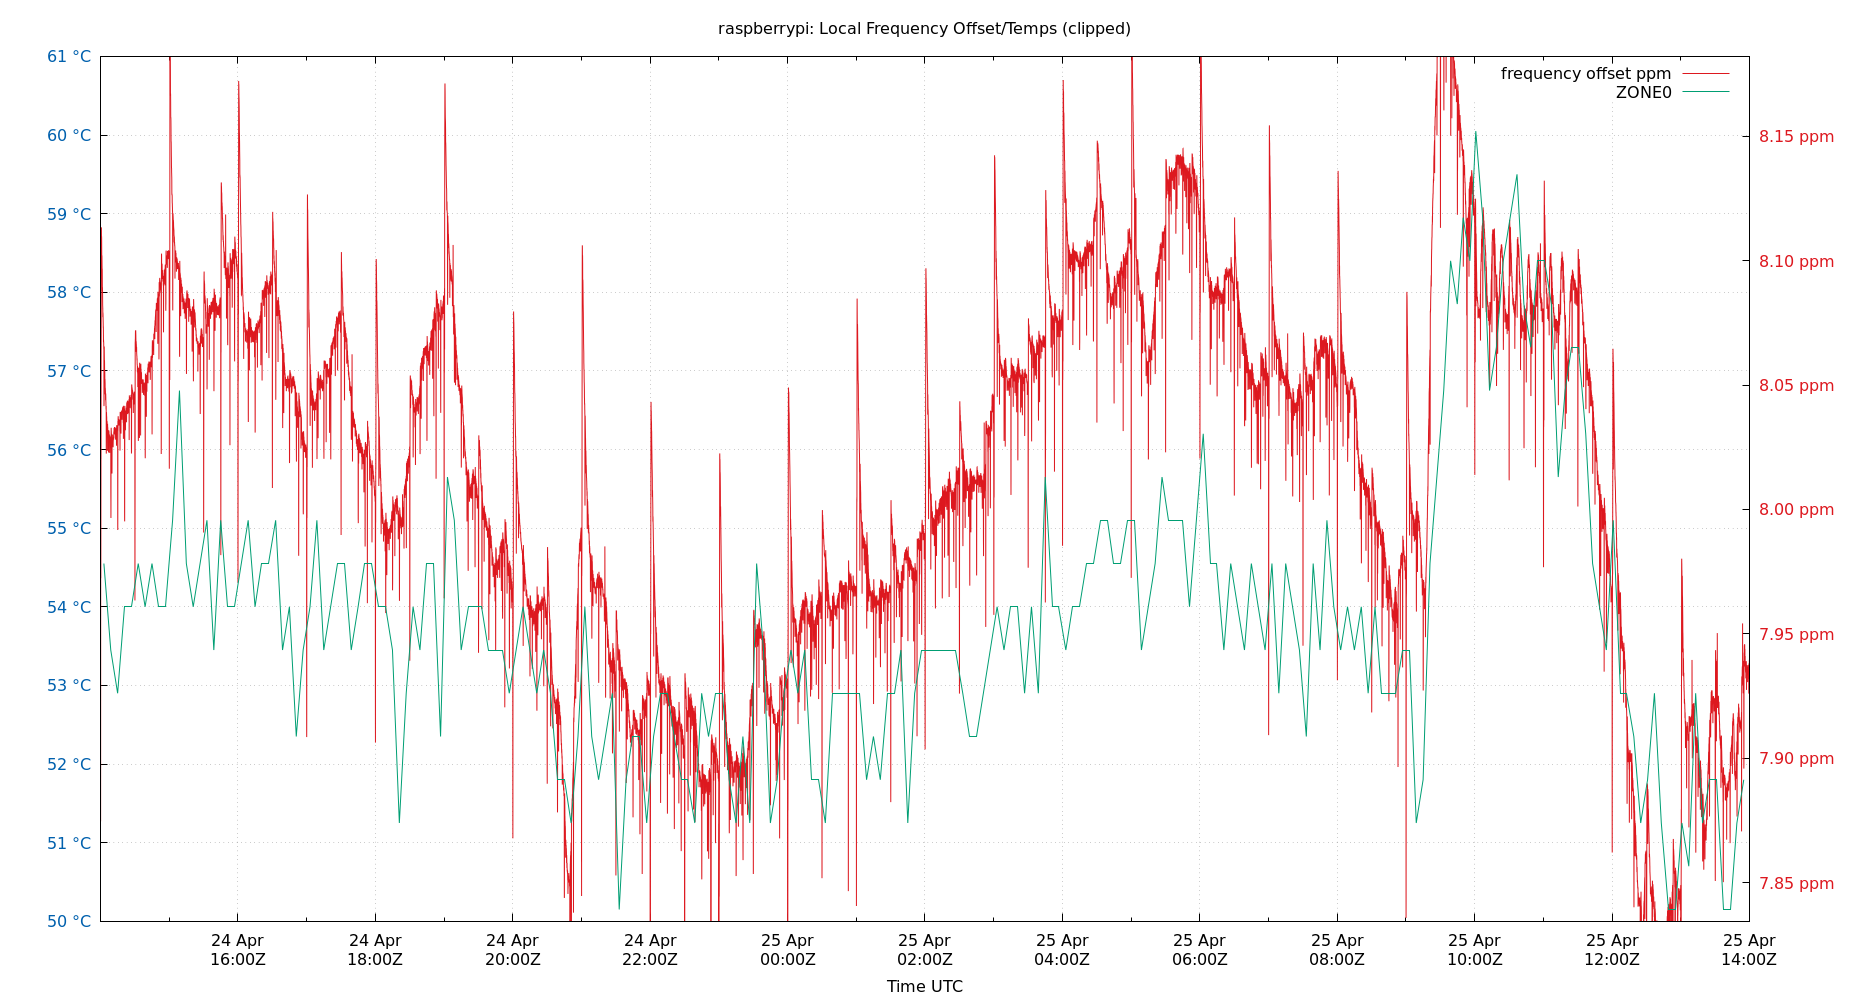 raspberrypi: Local Frequency Offset/Temps (clipped)
61 °C
60 °C
59 °C
58 °C
57 °C
56 °C
55 °C
54 °C
53 °C
52 °C
51 °C
50 °C
frequency offset ppm
ZONE0
8.15 ppm
8.10 ppm
8.05 ppm
8.00 ppm
7.95 ppm
7.90 ppm
7.85 ppm
24 Apr 24 Apr 24 Apr 24 Apr 25 Apr 25 Apr 25 Apr 25 Apr 25 Apr 25 Apr 25 Apr 25 Apr
16:00Z 18:00Z 20:00Z 22:00Z 00:00Z 02:00Z 04:00Z 06:00Z 08:00Z 10:00Z 12:00Z 14:00Z
Time UTC